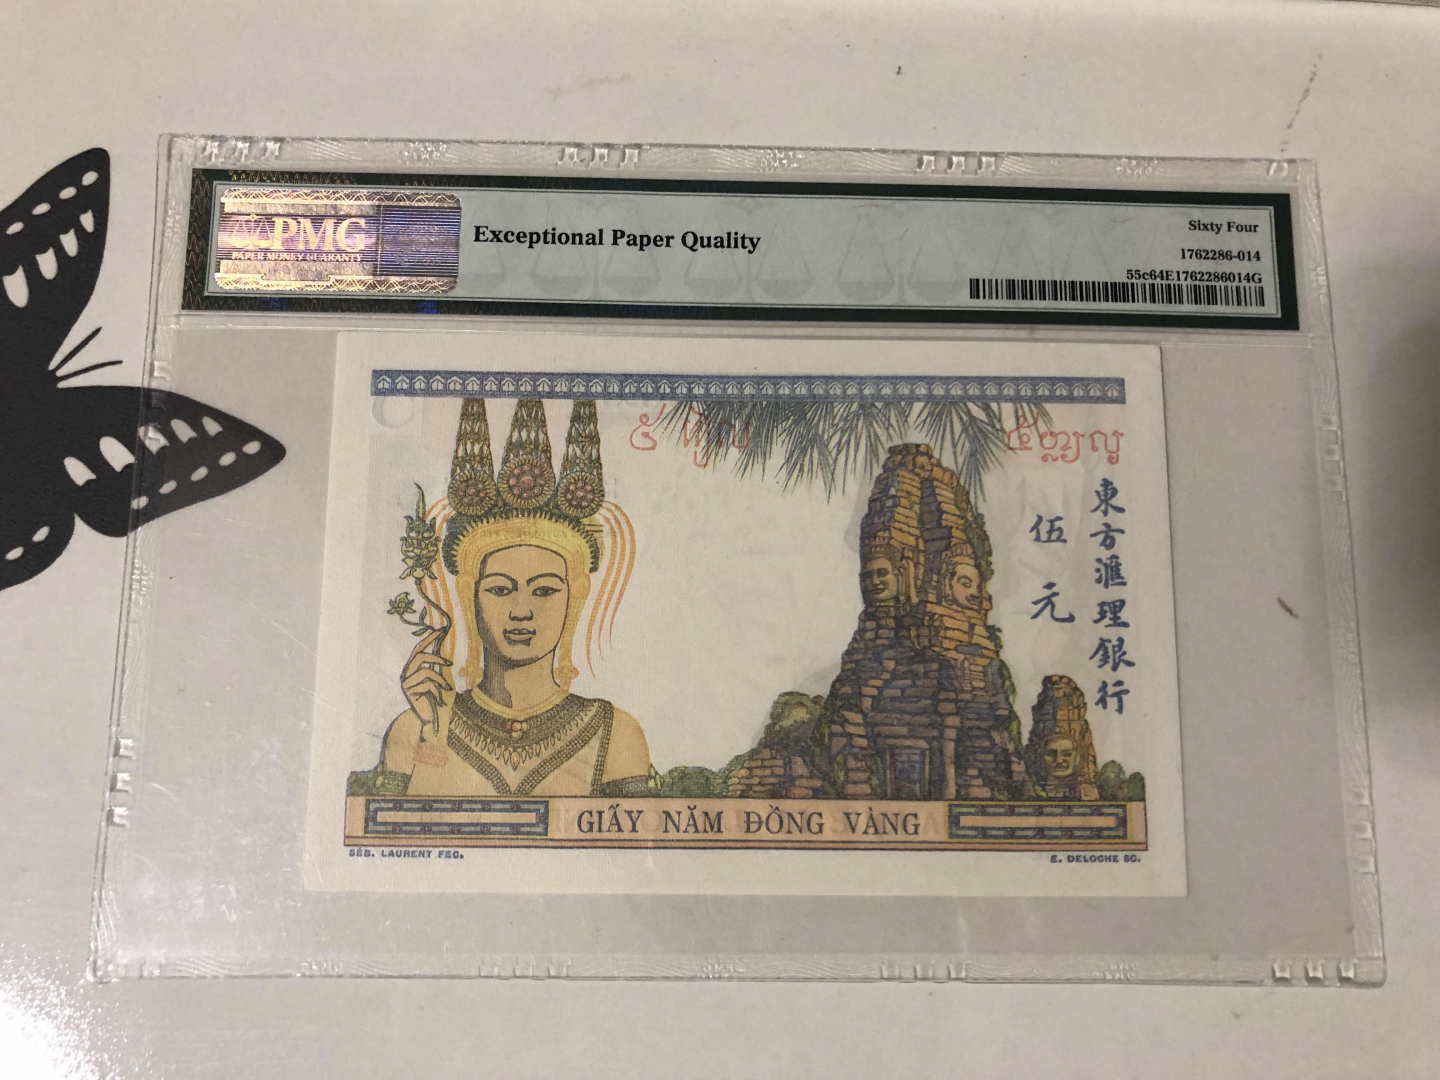 PMG
PAPER MONEY GUARANTY
Exceptional Paper Quality
Sixty Four
1762286-014
55c64E1762286014G
東方滙理銀行
伍元
GIẤY NĂM ĐỒNG VÀNG
SÉB. LAURENT FEC.
E. DELOCHE SC.